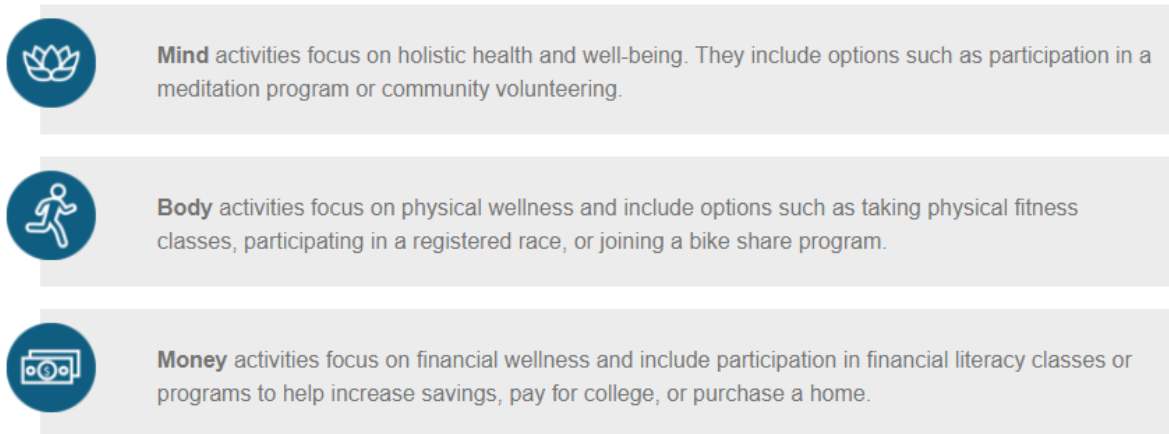 Mind activities focus on holistic health and well-being. They include options such as participation in a
meditation program or community volunteering.
Body activities focus on physical wellness and include options such as taking physical fitness
classes, participating in a registered race, or joining a bike share program.
Money activities focus on financial wellness and include participation in financial literacy classes or
programs to help increase savings, pay for college, or purchase a home.